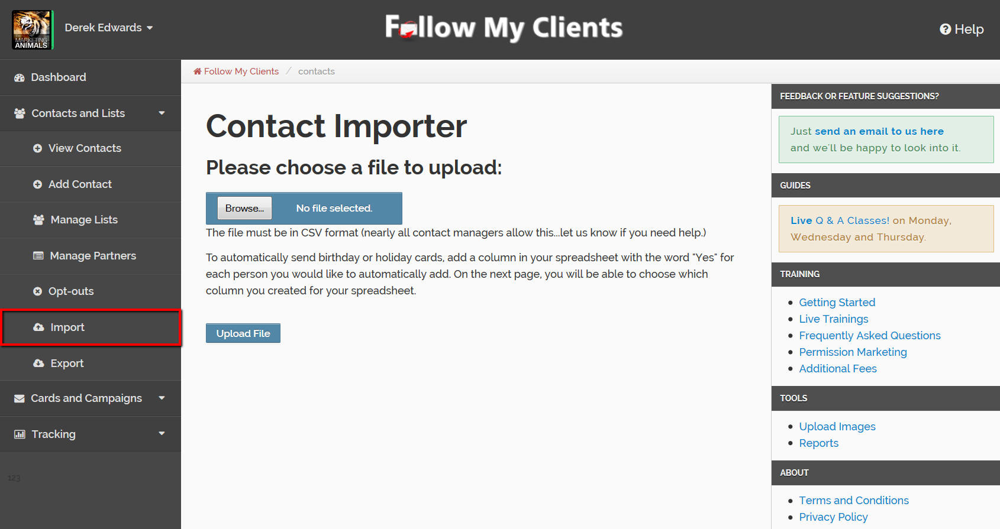 MARKETING
ANIMALS
Derek Edwards
Follow My Clients
Help
Dashboard
Contacts and Lists
View Contacts
Add Contact
Manage Lists
Manage Partners
Opt-outs
Import
Export
Cards and Campaigns
Tracking
123
Follow My Clients / contacts
Contact Importer
Please choose a file to upload:
Browse... No file selected.
The file must be in CSV format (nearly all contact managers allow this...let us know if you need help.)
To automatically send birthday or holiday cards, add a column in your spreadsheet with the word "Yes" for
each person you would like to automatically add. On the next page, you will be able to choose which
column you created for your spreadsheet.
Upload File
FEEDBACK OR FEATURE SUGGESTIONS?
Just send an email to us here
and we'll be happy to look into it.
GUIDES
Live Q & A Classes! on Monday,
Wednesday and Thursday.
TRAINING
Getting Started
Live Trainings
Frequently Asked Questions
Permission Marketing
Additional Fees
TOOLS
Upload Images
Reports
ABOUT
Terms and Conditions
Privacy Policy